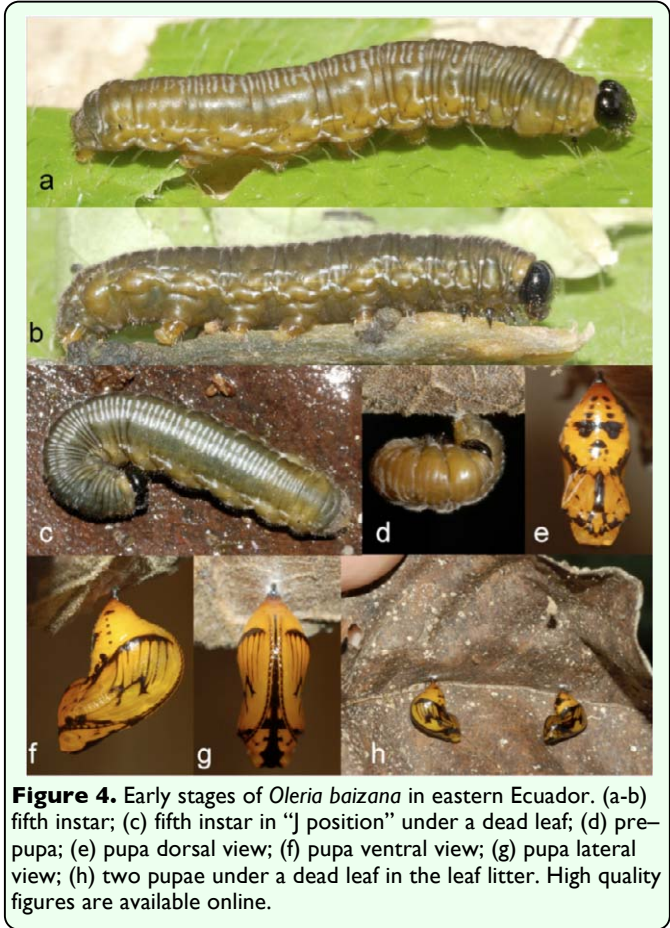 a
b
c
d
e
f
g
h
Figure 4. Early stages of Oleria baizana in eastern Ecuador. (a-b)
fifth instar; (c) fifth instar in “J position” under a dead leaf; (d) pre–
pupa; (e) pupa dorsal view; (f) pupa ventral view; (g) pupa lateral
view; (h) two pupae under a dead leaf in the leaf litter. High quality
figures are available online.